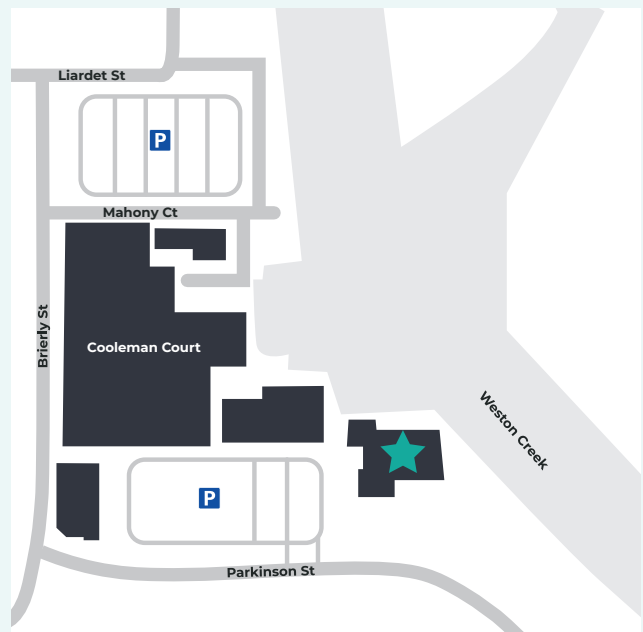 Liardet St
P
Mahony Ct
Brierly St
Cooleman Court
Weston Creek
P
Parkinson St